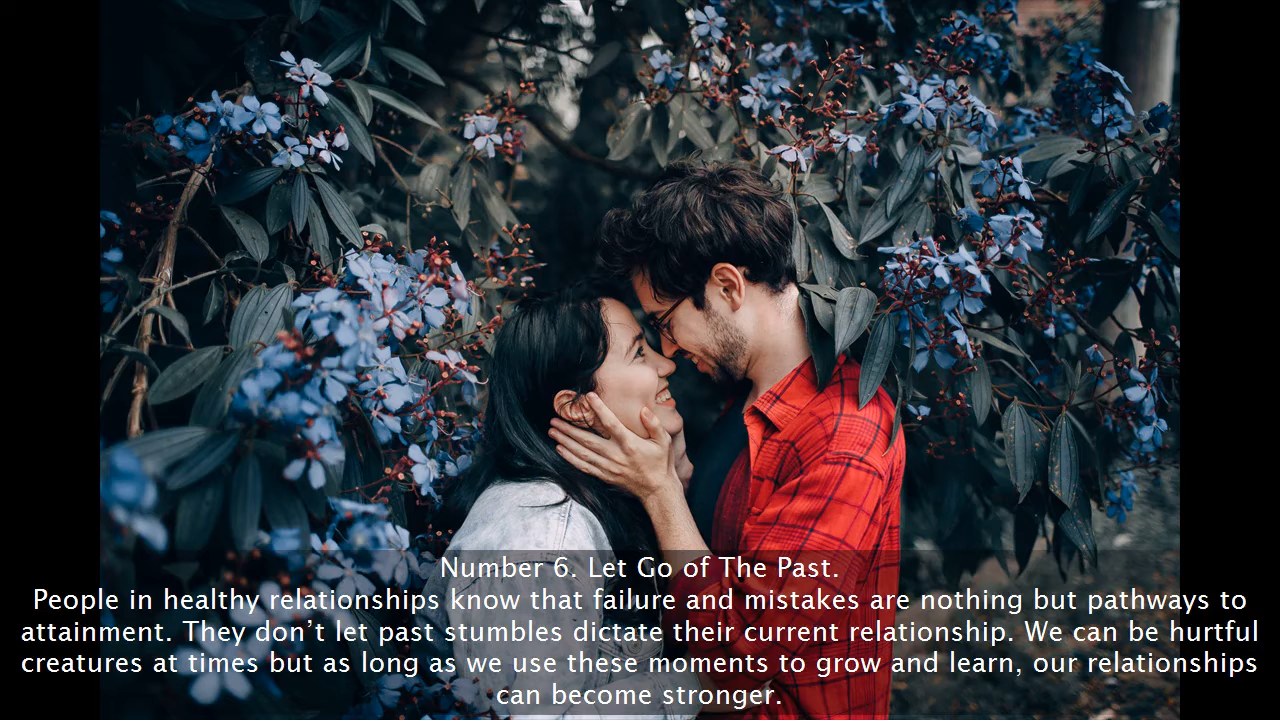 Number 6. Let Go of The Past.
People in healthy relationships know that failure and mistakes are nothing but pathways to
attainment. They don’t let past stumbles dictate their current relationship. We can be hurtful
creatures at times but as long as we use these moments to grow and learn, our relationships
can become stronger.